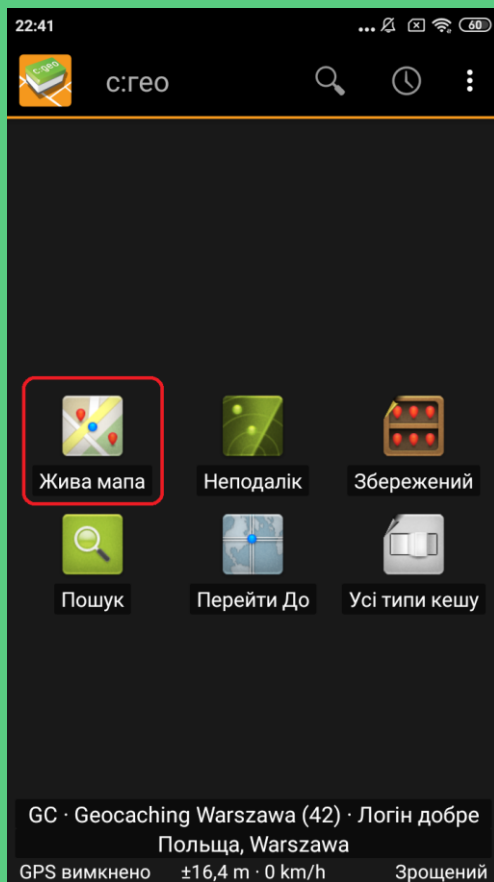 22:41
60
c:geo
с:гео
Жива мапа
Неподалік
Збережений
Пошук
Перейти До
Усі типи кешу
GC · Geocaching Warszawa (42) · Логін добре
Польща, Warszawa
GPS вимкнено ±16,4 m · 0 km/h Зрощений